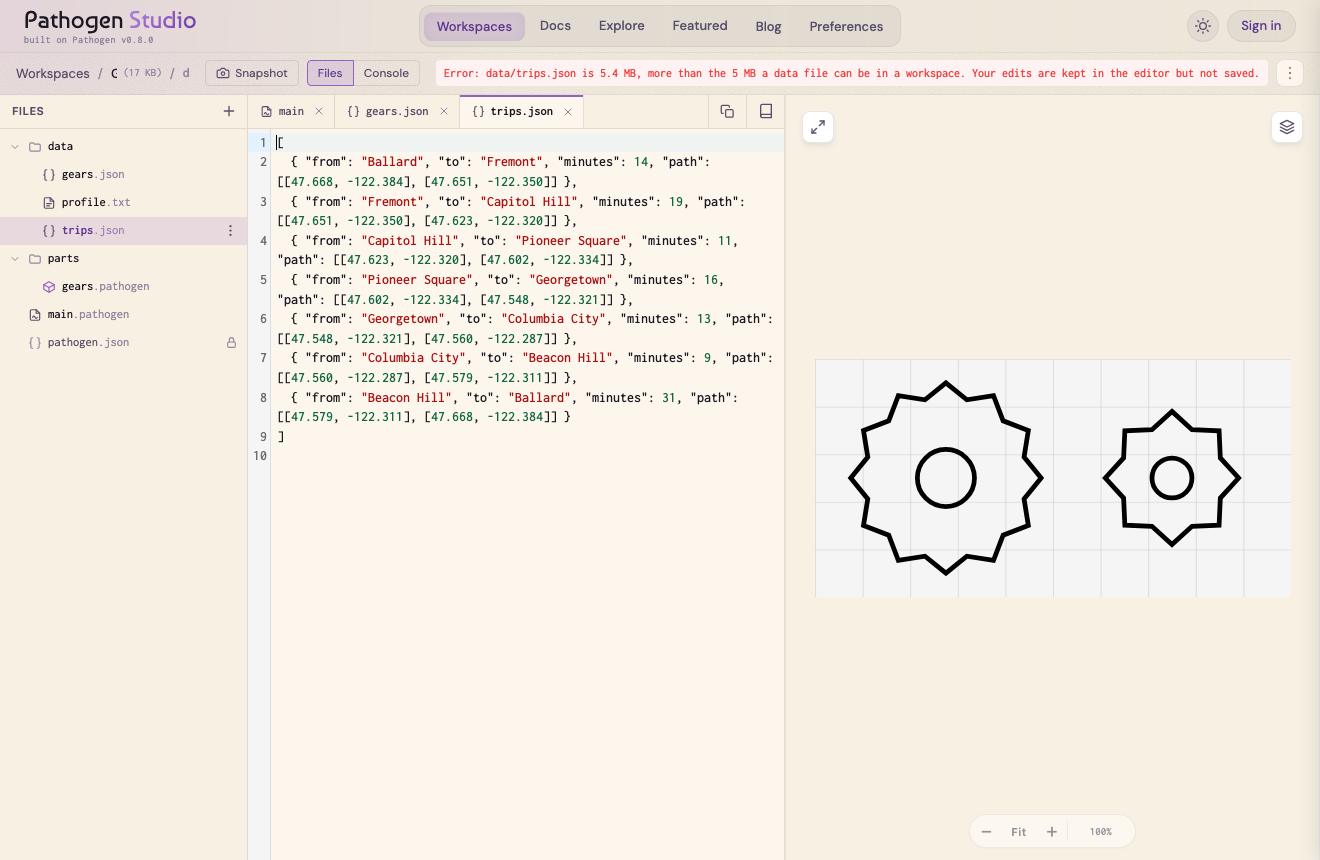 Pathogen Studio
built on Pathogen v0.8.0
Workspaces
Docs
Explore
Featured
Blog
Preferences
Sign in
Workspaces / G (17 KB) / d
Snapshot
Files
Console
Error: data/trips.json is 5.4 MB, more than the 5 MB a data file can be in a workspace. Your edits are kept in the editor but not saved.
FILES
data
gears.json
profile.txt
trips.json
parts
gears.pathogen
main.pathogen
pathogen.json
main
{} gears.json
{} trips.json
1 [
2 { "from": "Ballard", "to": "Fremont", "minutes": 14, "path":
[[47.668, -122.384], [47.651, -122.350]] },
3 { "from": "Fremont", "to": "Capitol Hill", "minutes": 19, "path":
[[47.651, -122.350], [47.623, -122.320]] },
4 { "from": "Capitol Hill", "to": "Pioneer Square", "minutes": 11,
"path": [[47.623, -122.320], [47.602, -122.334]] },
5 { "from": "Pioneer Square", "to": "Georgetown", "minutes": 16,
"path": [[47.602, -122.334], [47.548, -122.321]] },
6 { "from": "Georgetown", "to": "Columbia City", "minutes": 13, "path":
[[47.548, -122.321], [47.560, -122.287]] },
7 { "from": "Columbia City", "to": "Beacon Hill", "minutes": 9, "path":
[[47.560, -122.287], [47.579, -122.311]] },
8 { "from": "Beacon Hill", "to": "Ballard", "minutes": 31, "path":
[[47.579, -122.311], [47.668, -122.384]] }
9 ]
10
Fit
100%